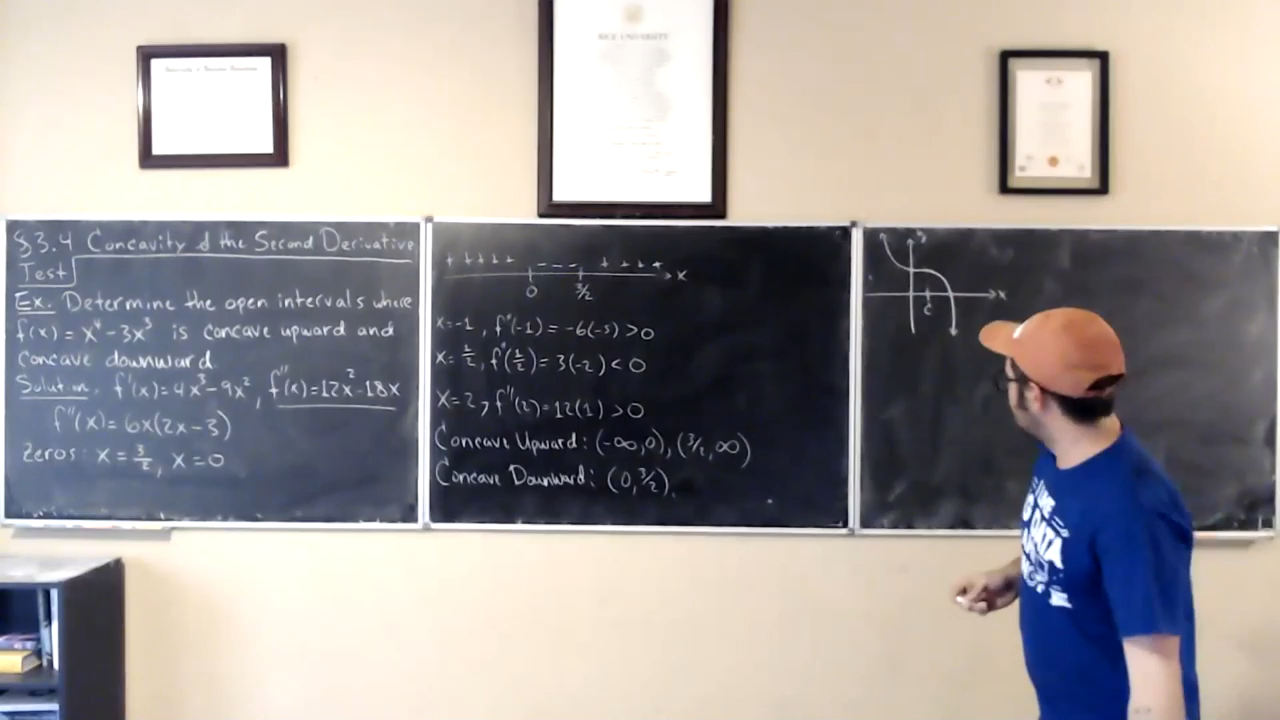 §3.4 Concavity & the Second Derivative
Test
Ex. Determine the open intervals where
f(x) = x⁴ - 3x³ is concave upward and
concave downward.
Solution. f'(x) = 4x³ - 9x², f''(x) = 12x² - 18x
f''(x) = 6x(2x - 3)
Zeros: x = 3/2, x = 0
+ + + + + - - - + + + + x
0 3/2
x = -1, f''(-1) = -6(-5) > 0
x = 1/2, f''(1/2) = 3(-2) < 0
x = 2, f''(2) = 12(1) > 0
Concave Upward: (-∞, 0), (3/2, ∞)
Concave Downward: (0, 3/2).
y
x
c
RICE UNIVERSITY
DATA